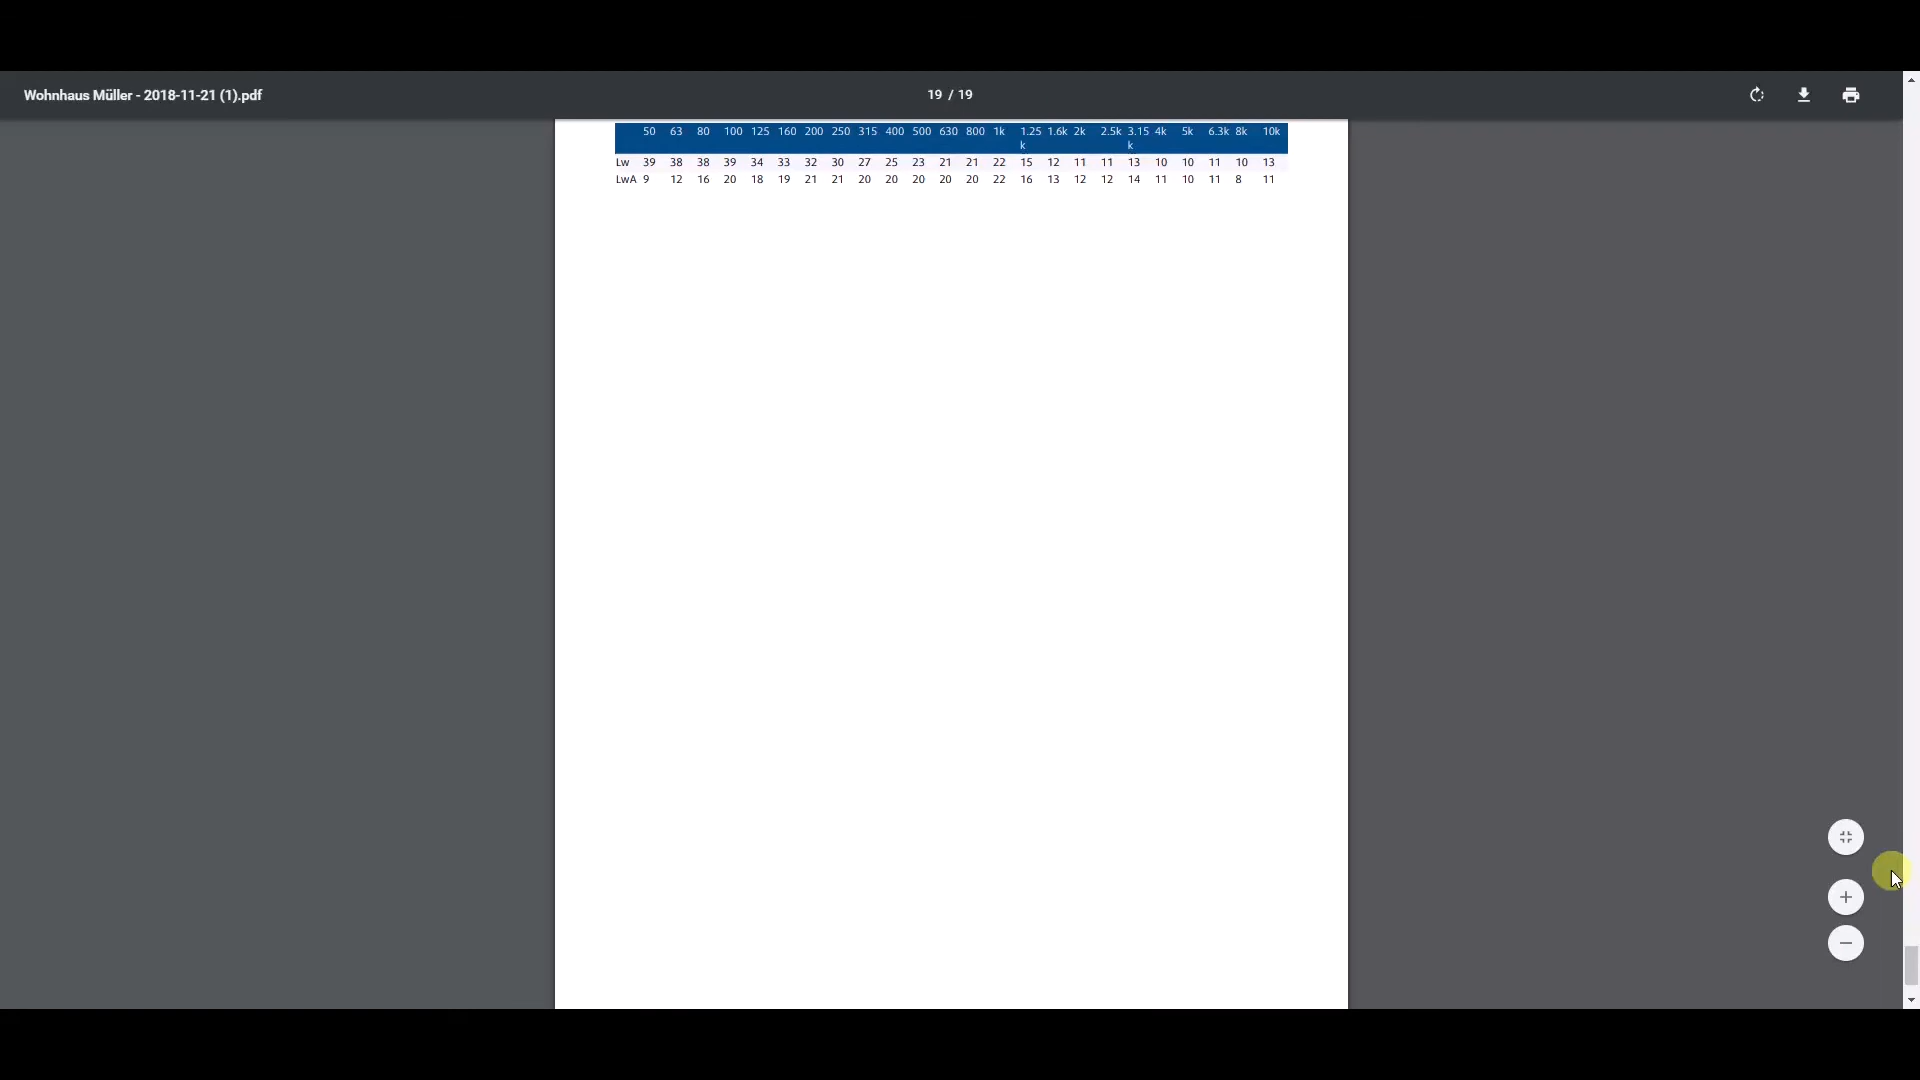 Wohnhaus Müller - 2018-11-21 (1).pdf 19 / 19
50 63 80 100 125 160 200 250 315 400 500 630 800 1k 1.25 1.6k 2k 2.5k 3.15 4k 5k 6.3k 8k 10k
k k
Lw 39 38 38 39 34 33 32 30 27 25 23 21 21 22 15 12 11 11 13 10 10 11 10 13
LwA 9 12 16 20 18 19 21 21 20 20 20 20 20 22 16 13 12 12 14 11 10 11 8 11